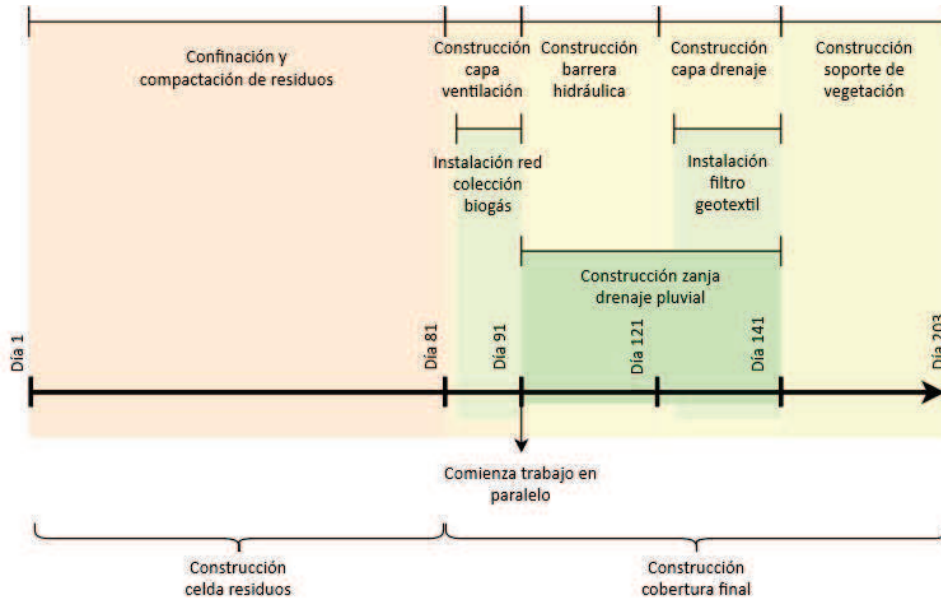 Confinación y
compactación de residuos
Construcción
capa
ventilación
Construcción
barrera
hidráulica
Construcción
capa drenaje
Construcción
soporte de
vegetación
Instalación red
colección
biogás
Instalación
filtro
geotextil
Construcción zanja
drenaje pluvial
Día 1
Día 81
Día 91
Día 121
Día 141
Día 203
Comienza trabajo en
paralelo
Construcción
celda residuos
Construcción
cobertura final